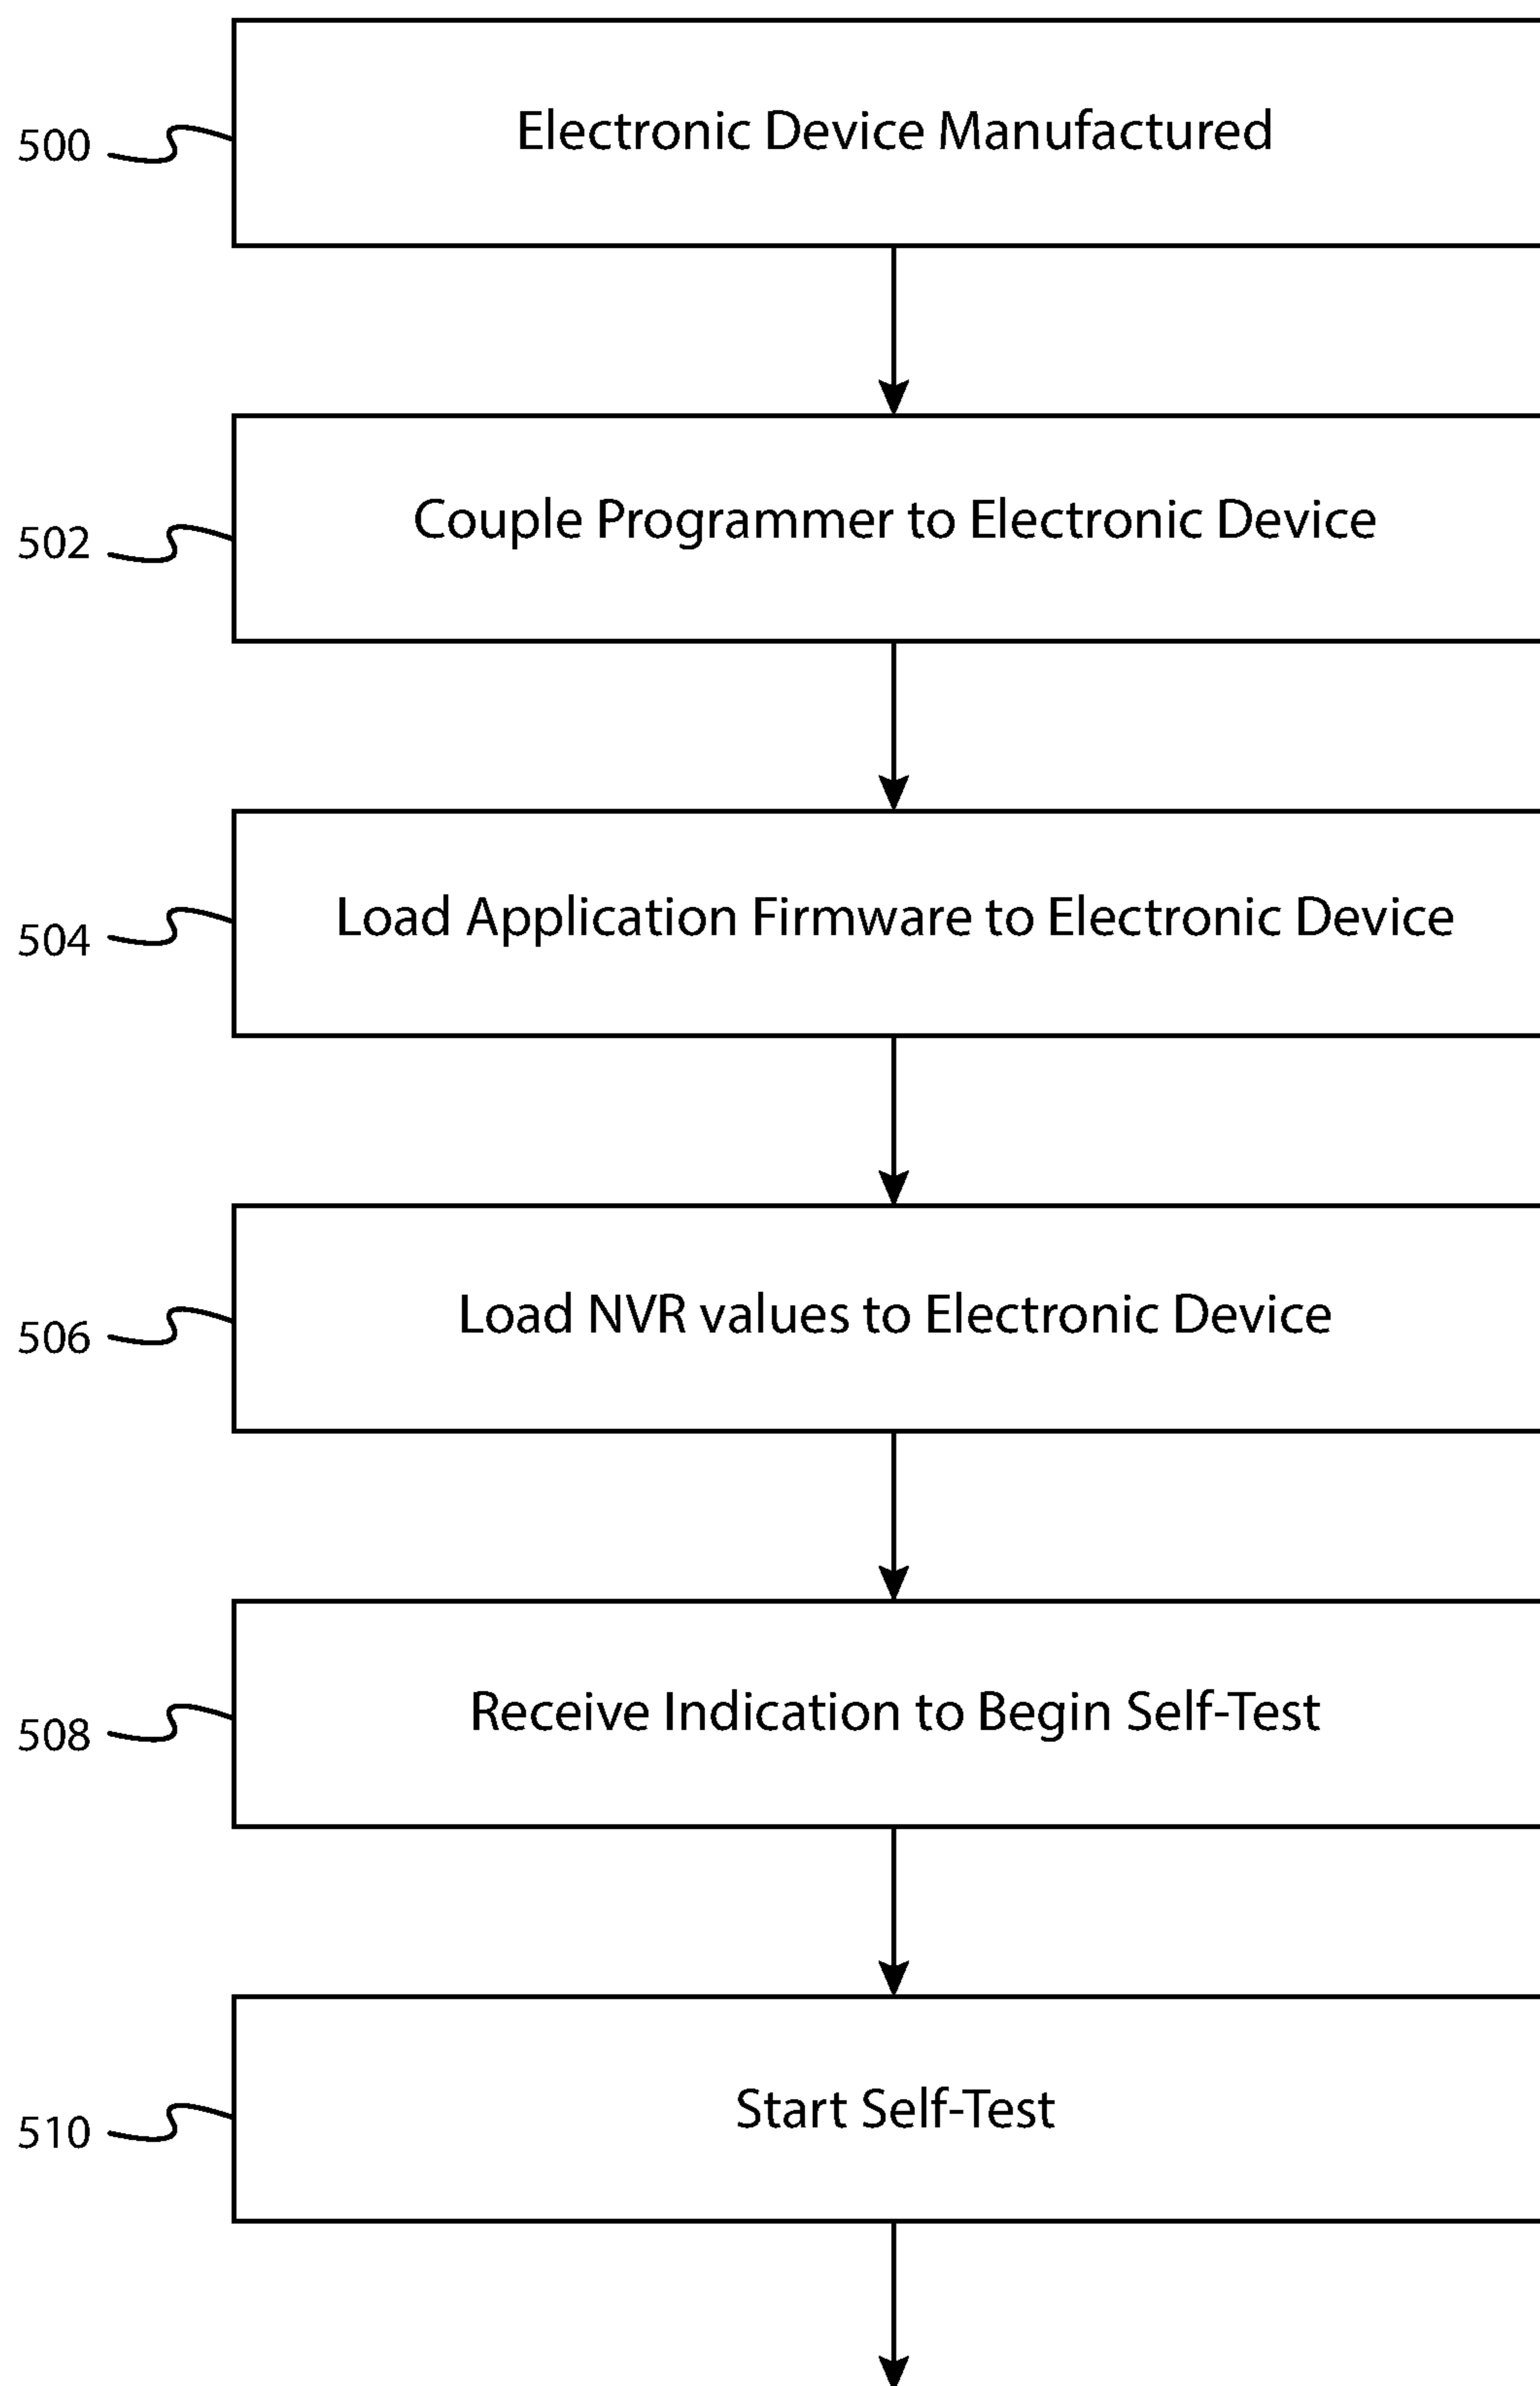 500
Electronic Device Manufactured
502
Couple Programmer to Electronic Device
504
Load Application Firmware to Electronic Device
506
Load NVR values to Electronic Device
508
Receive Indication to Begin Self-Test
510
Start Self-Test